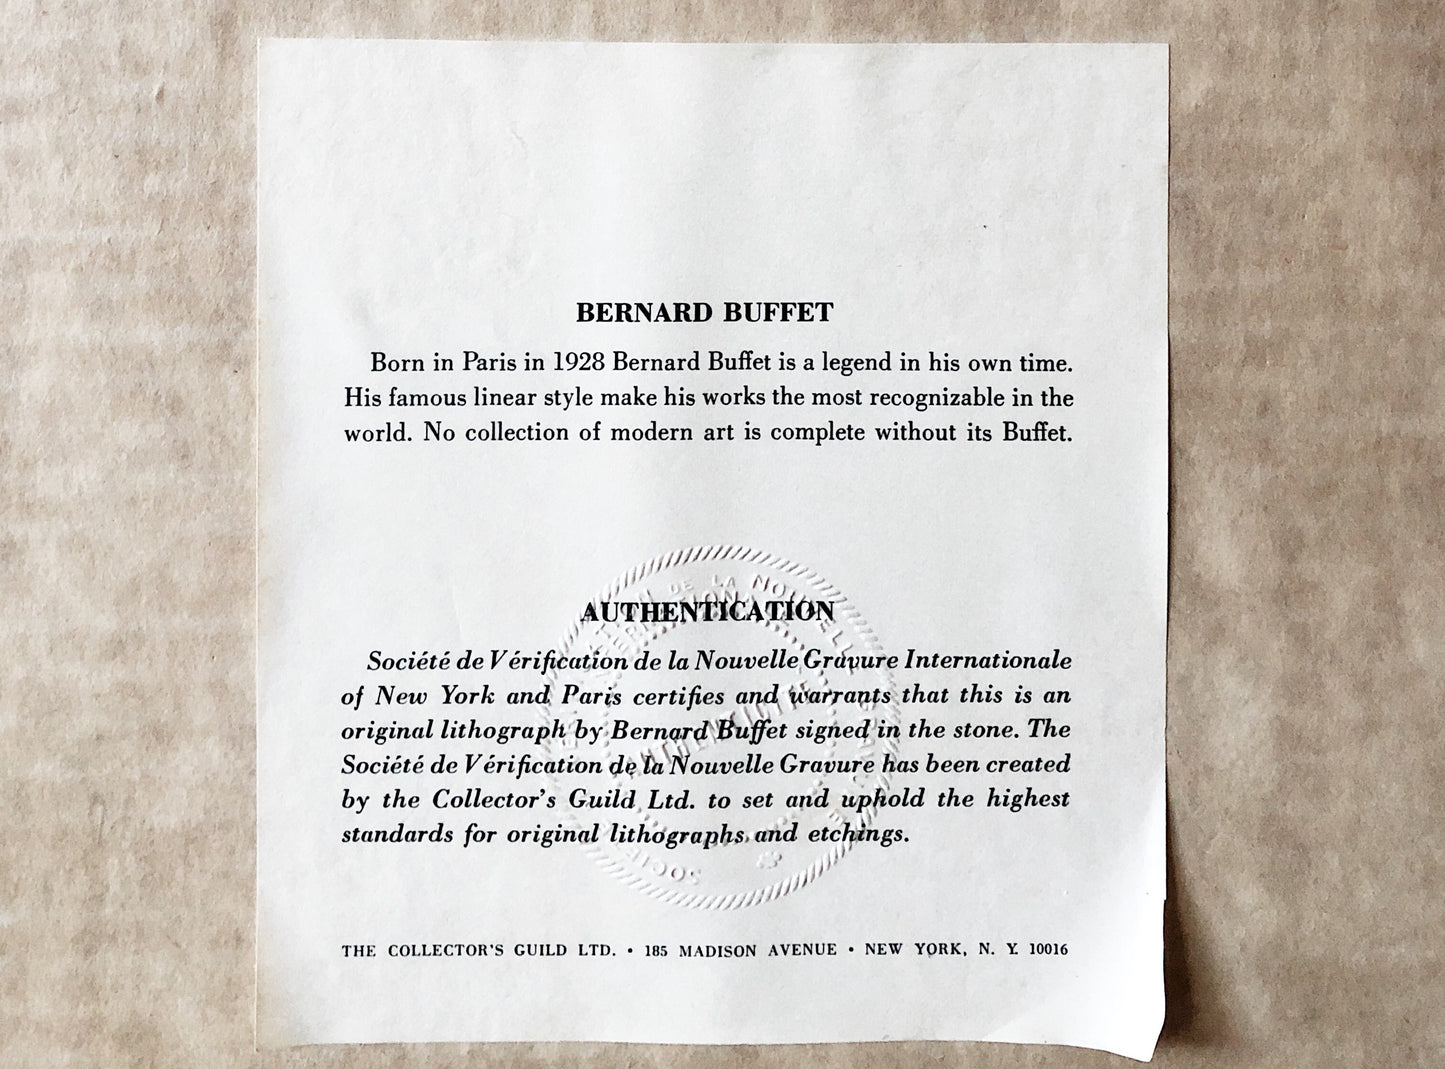 BERNARD BUFFET
Born in Paris in 1928 Bernard Buffet is a legend in his own time.
His famous linear style make his works the most recognizable in the
world. No collection of modern art is complete without its Buffet.
AUTHENTICATION
Société de Vérification de la Nouvelle Gravure Internationale
of New York and Paris certifies and warrants that this is an
original lithograph by Bernard Buffet signed in the stone. The
Société de Vérification de la Nouvelle Gravure has been created
by the Collector's Guild Ltd. to set and uphold the highest
standards for original lithographs and etchings.
DE LA NOUVELLE
SOCIETE
THE COLLECTOR'S GUILD LTD. • 185 MADISON AVENUE • NEW YORK, N. Y. 10016